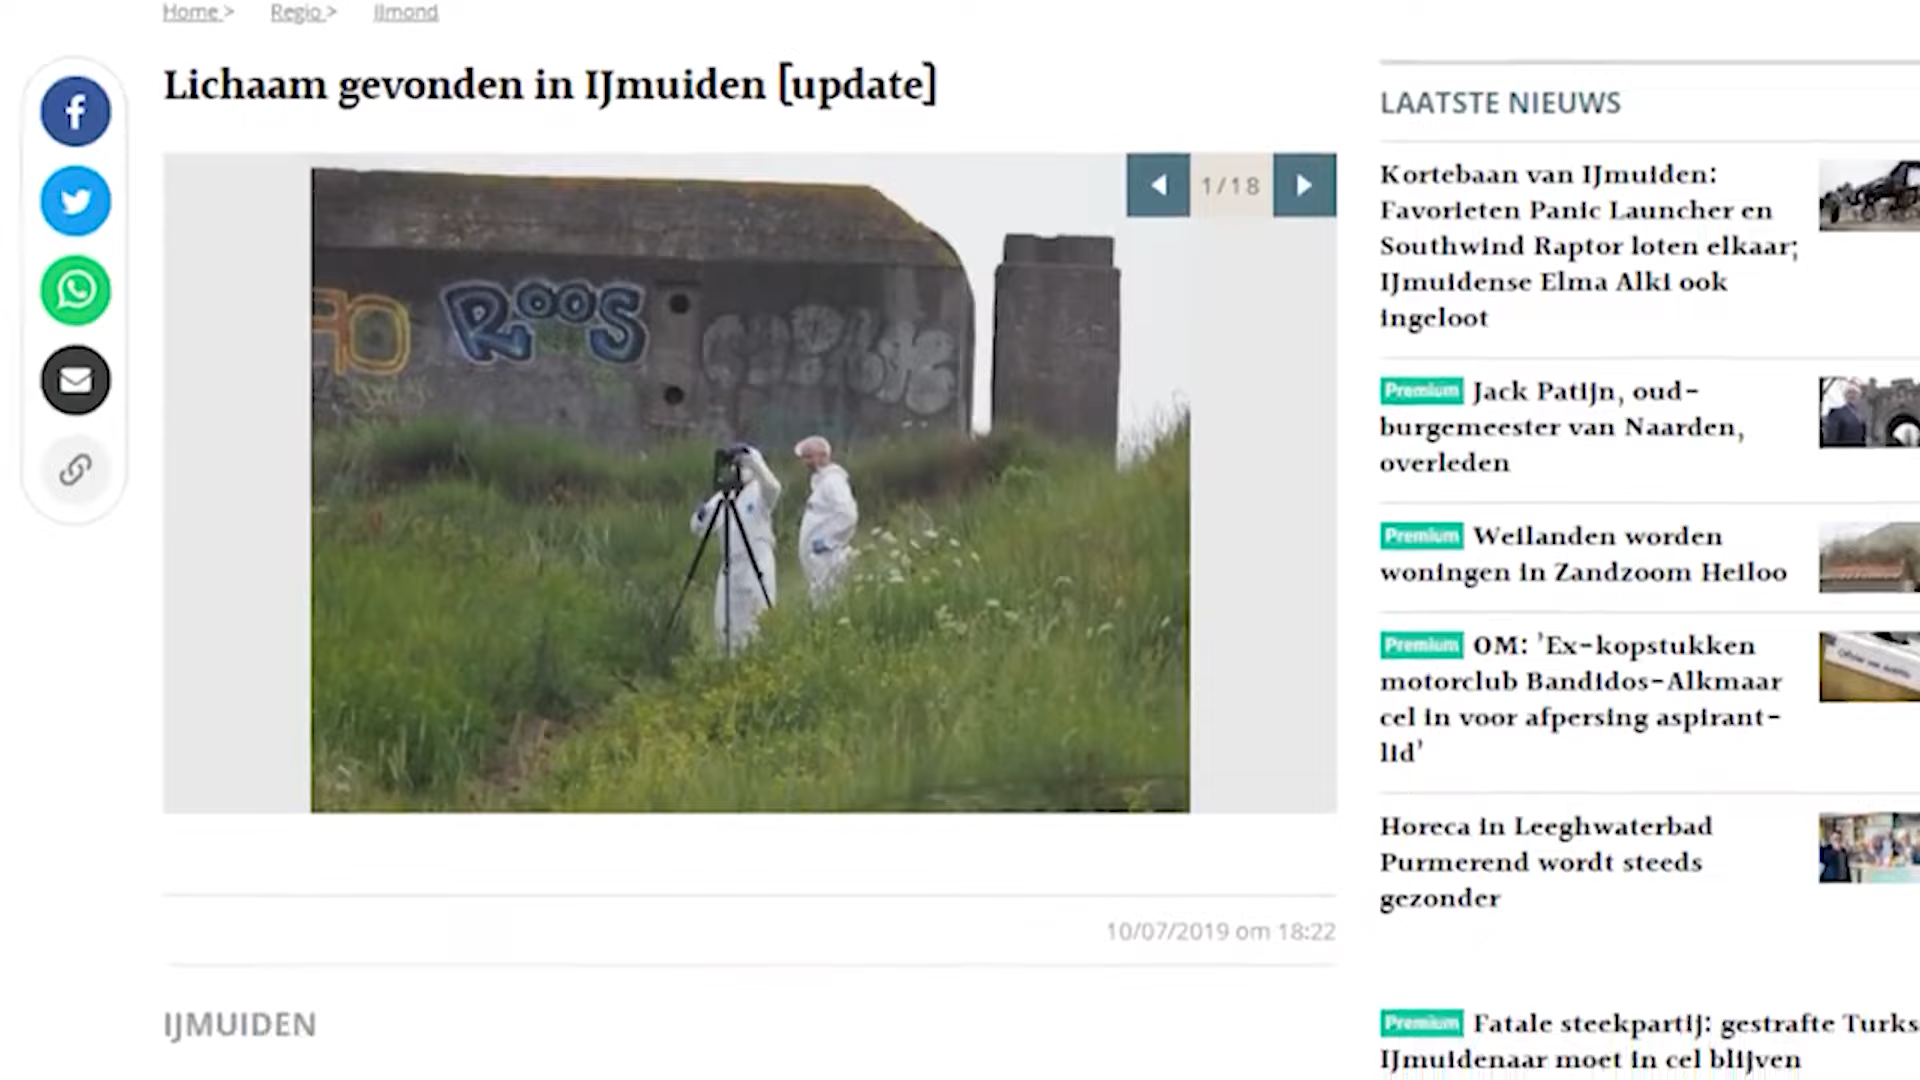 Home > Regio > IJmond
Lichaam gevonden in IJmuiden [update]
1/18
ROOS
10/07/2019 om 18:22
IJMUIDEN
LAATSTE NIEUWS
Kortebaan van IJmuiden:
Favorieten Panic Launcher en
Southwind Raptor loten elkaar;
IJmuidense Elma Alki ook
ingeloot
Premium Jack Patijn, oud-
burgemeester van Naarden,
overleden
Premium Weilanden worden
woningen in Zandzoom Heiloo
Premium OM: 'Ex-kopstukken
motorclub Bandidos-Alkmaar
cel in voor afpersing aspirant-
lid'
Horeca in Leeghwaterbad
Purmerend wordt steeds
gezonder
Premium Fatale steekpartij: gestrafte Turks
IJmuidenaar moet in cel blijven